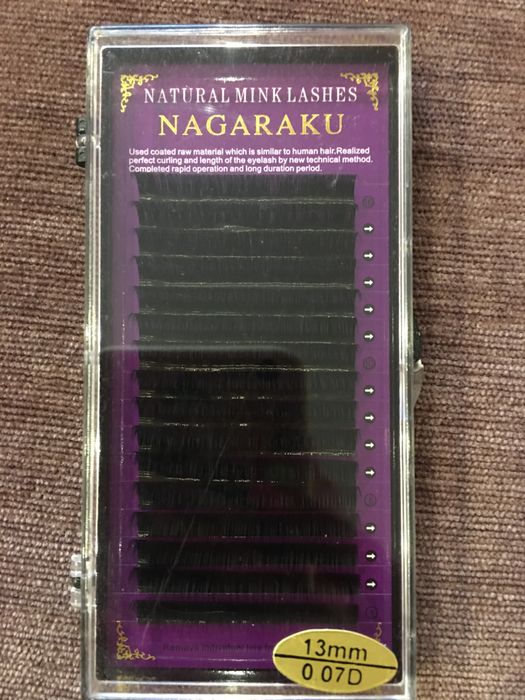 NATURAL MINK LASHES
NAGARAKU
Used coated raw material which is similar to human hair.Realized
perfect curling and length of the eyelash by new technical method.
Completed rapid operation and long duration period.
13mm
0 07D